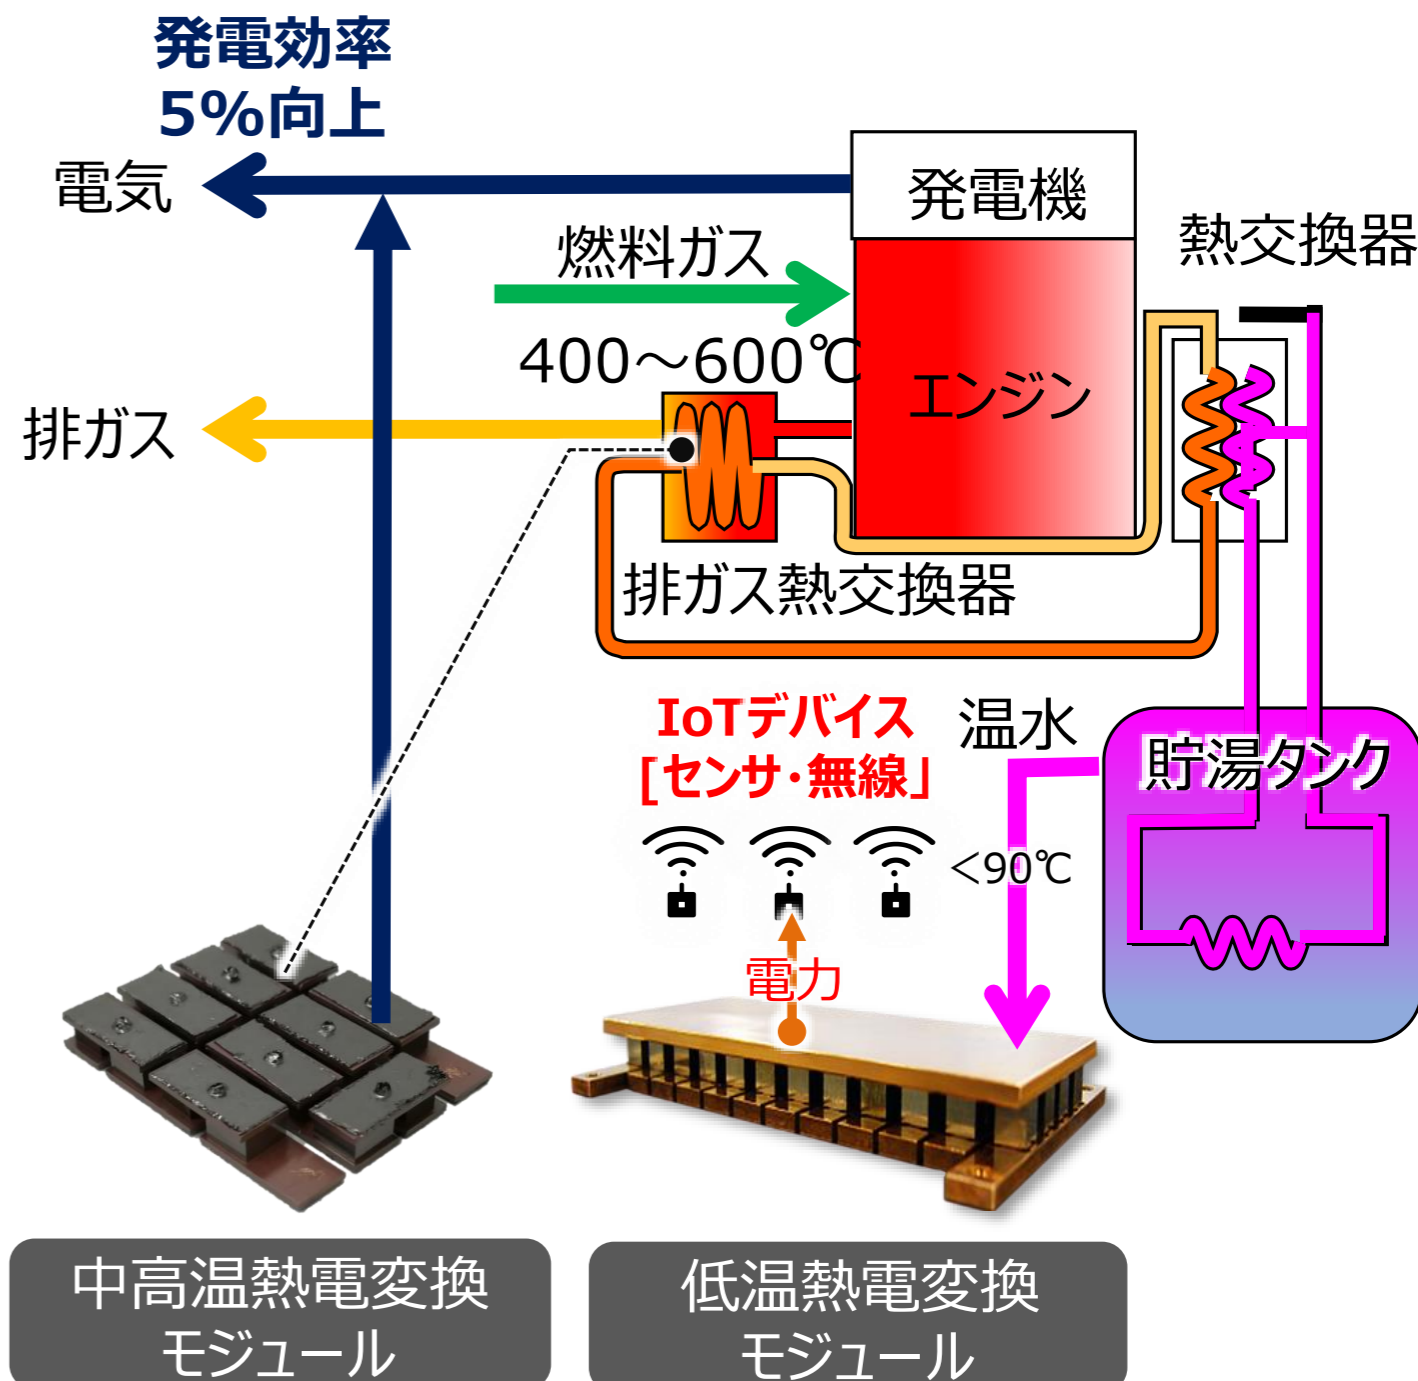 発電効率
5%向上
電気
発電機
熱交換器
燃料ガス
400～600℃
エンジン
排ガス
排ガス熱交換器
IoTデバイス
[センサ・無線」
温水
貯湯タンク
<90℃
電力
中高温熱電変換
モジュール
低温熱電変換
モジュール